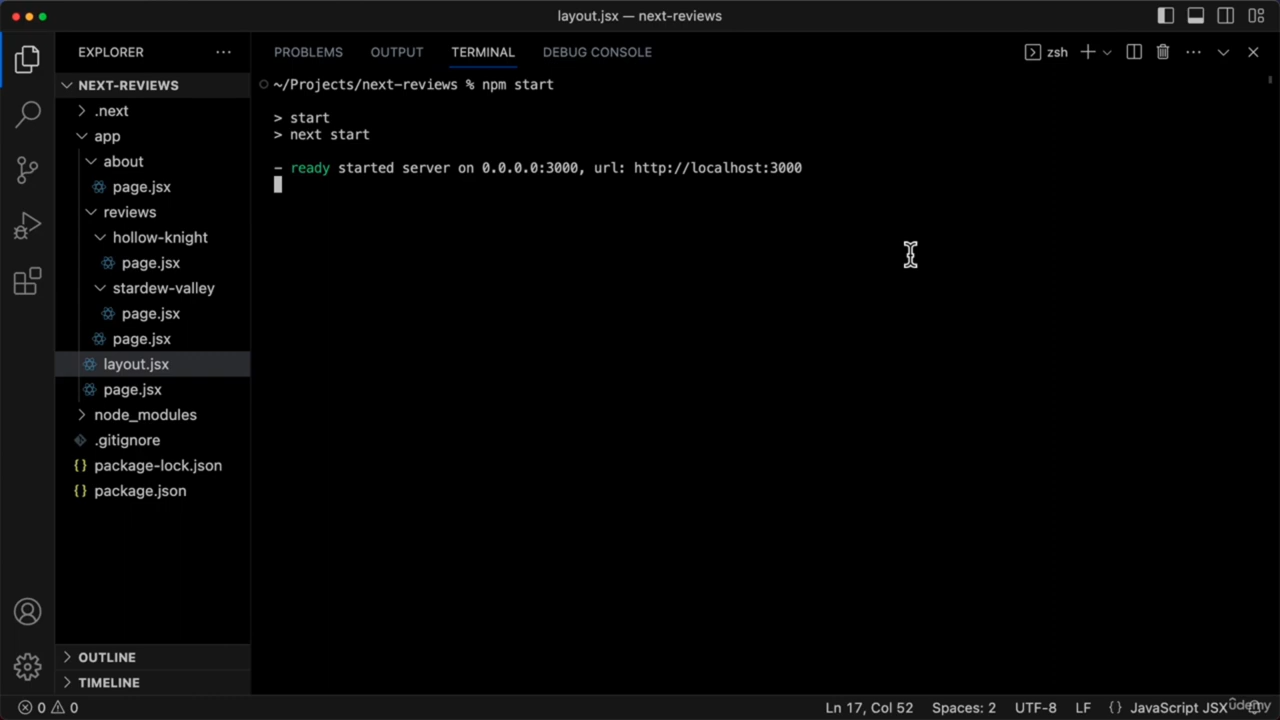 layout.jsx — next-reviews
EXPLORER
PROBLEMS OUTPUT TERMINAL DEBUG CONSOLE
zsh
NEXT-REVIEWS
.next
app
about
page.jsx
reviews
hollow-knight
page.jsx
stardew-valley
page.jsx
page.jsx
layout.jsx
page.jsx
node_modules
.gitignore
{} package-lock.json
{} package.json
OUTLINE
TIMELINE
~/Projects/next-reviews % npm start
> start
> next start
- ready started server on 0.0.0.0:3000, url: http://localhost:3000
0 0
Ln 17, Col 52 Spaces: 2 UTF-8 LF {} JavaScript JSX
udemy